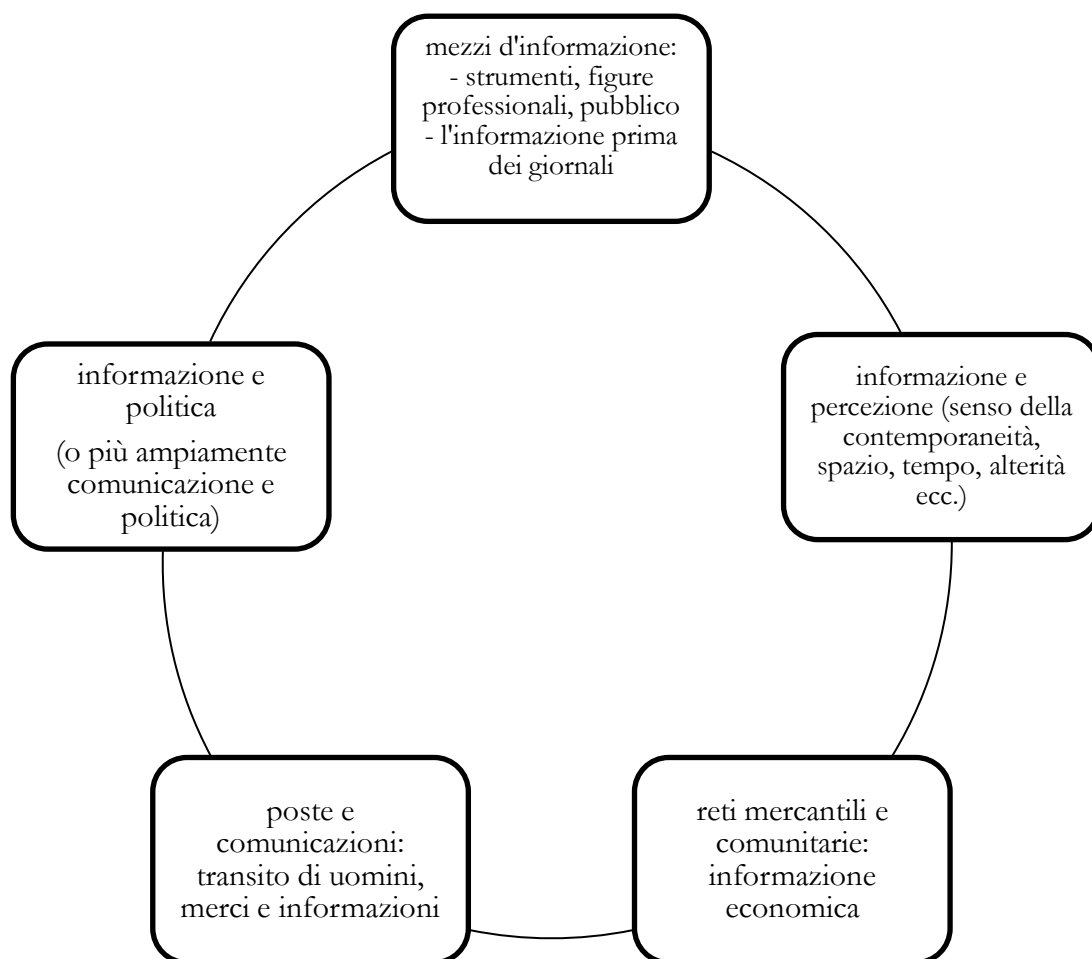 mezzi d'informazione:
- strumenti, figure
professionali, pubblico
- l'informazione prima
dei giornali
informazione e
percezione (senso della
contemporaneità,
spazio, tempo, alterità
ecc.)
reti mercantili e
comunitarie:
informazione
economica
poste e
comunicazioni:
transito di uomini,
merci e informazioni
informazione e
politica
(o più ampiamente
comunicazione e
politica)